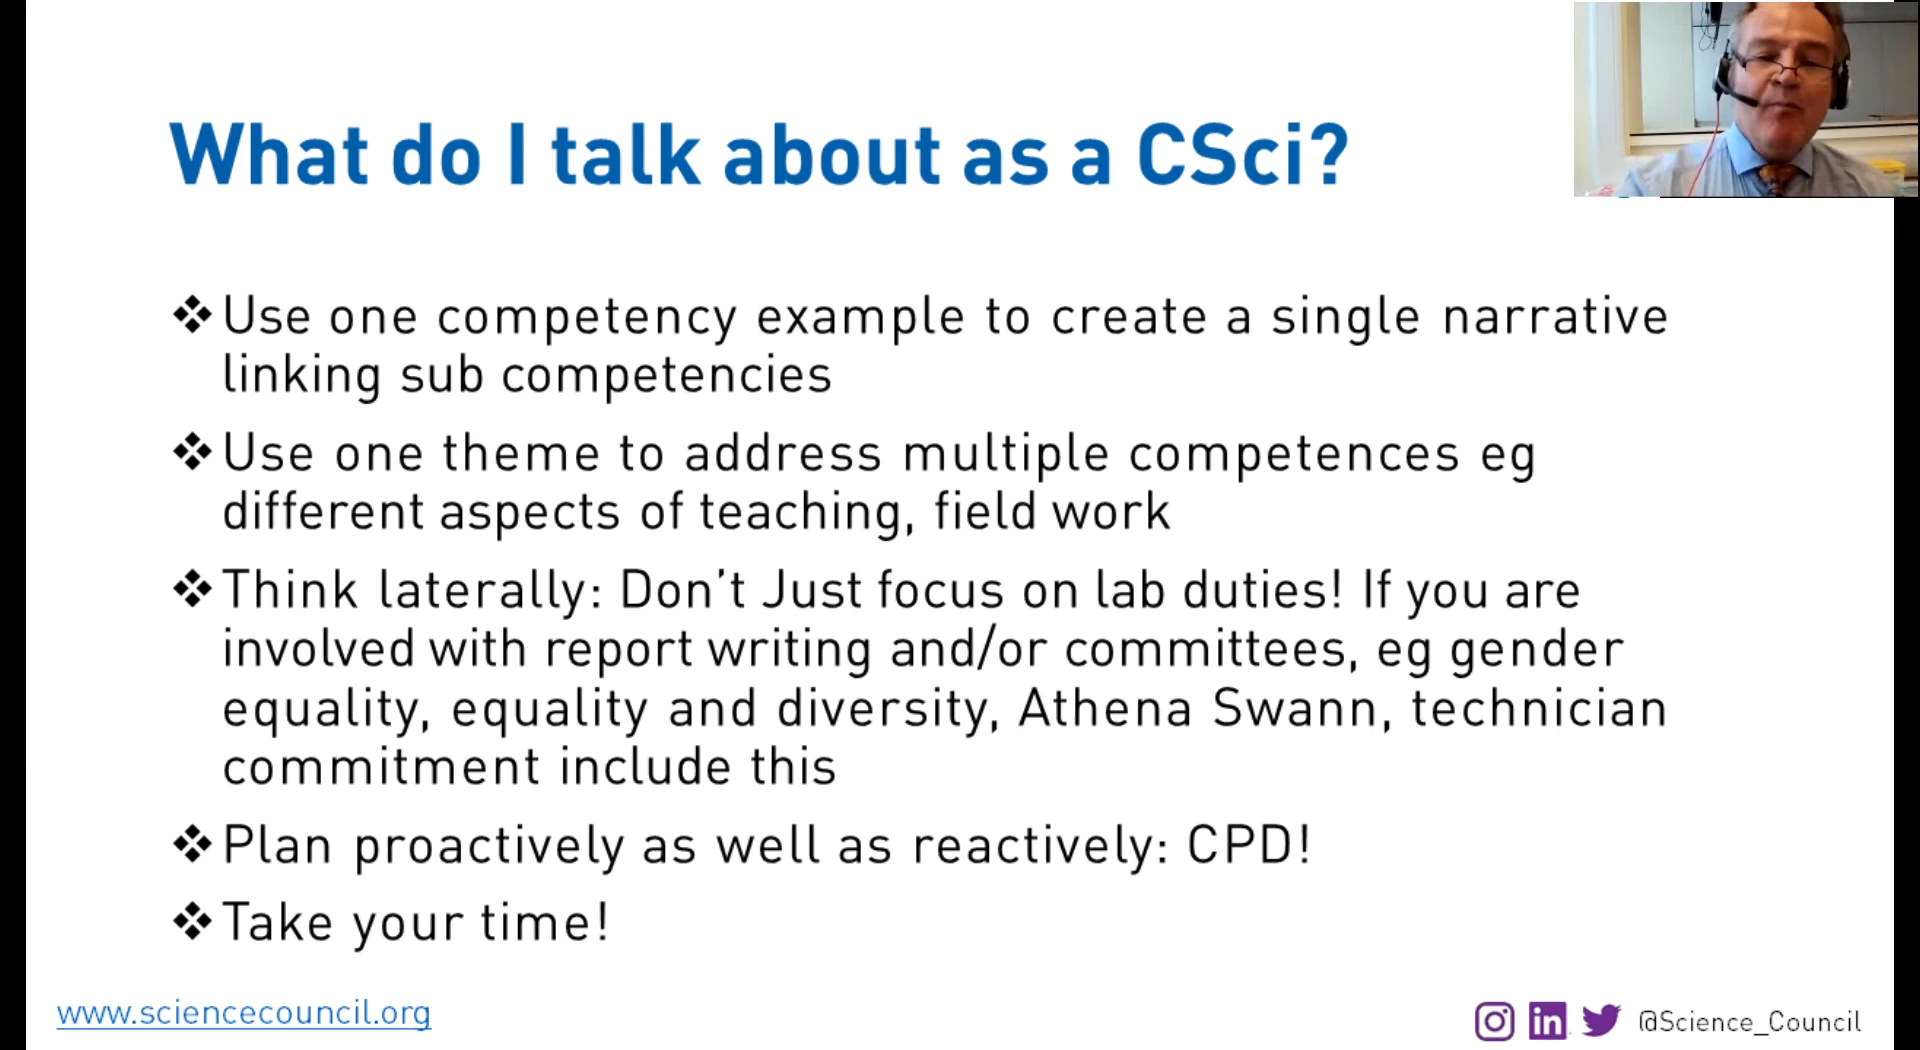 What do I talk about as a CSci?
❖ Use one competency example to create a single narrative
linking sub competencies
❖ Use one theme to address multiple competences eg
different aspects of teaching, field work
❖ Think laterally: Don't Just focus on lab duties! If you are
involved with report writing and/or committees, eg gender
equality, equality and diversity, Athena Swann, technician
commitment include this
❖ Plan proactively as well as reactively: CPD!
❖ Take your time!
www.sciencecouncil.org
in @Science_Council